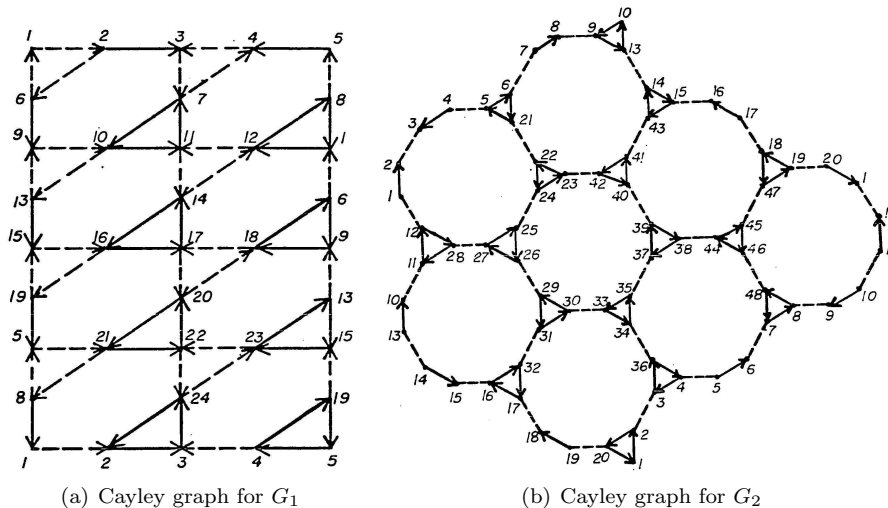 1 2 3 4 5
6 7 8
9 10 11 12 1
13 14 6
15 16 17 18 9
19 20 13
5 21 22 23 15
8 24 19
1 2 3 4 5
(a) Cayley graph for G1
10
8 9
7 13
6 14 15 16
4 5
3 21 43 17
2 22 41 18 19 20
1 24 23 42 40 47 1
12 25 39 45
11 28 27 26 37 38 44 46
10 29 35 48 10
13 31 30 33 34 7 8 9
14 32 36 6
15 16 17 3 4 5
18 2
19 20 1
(b) Cayley graph for G2